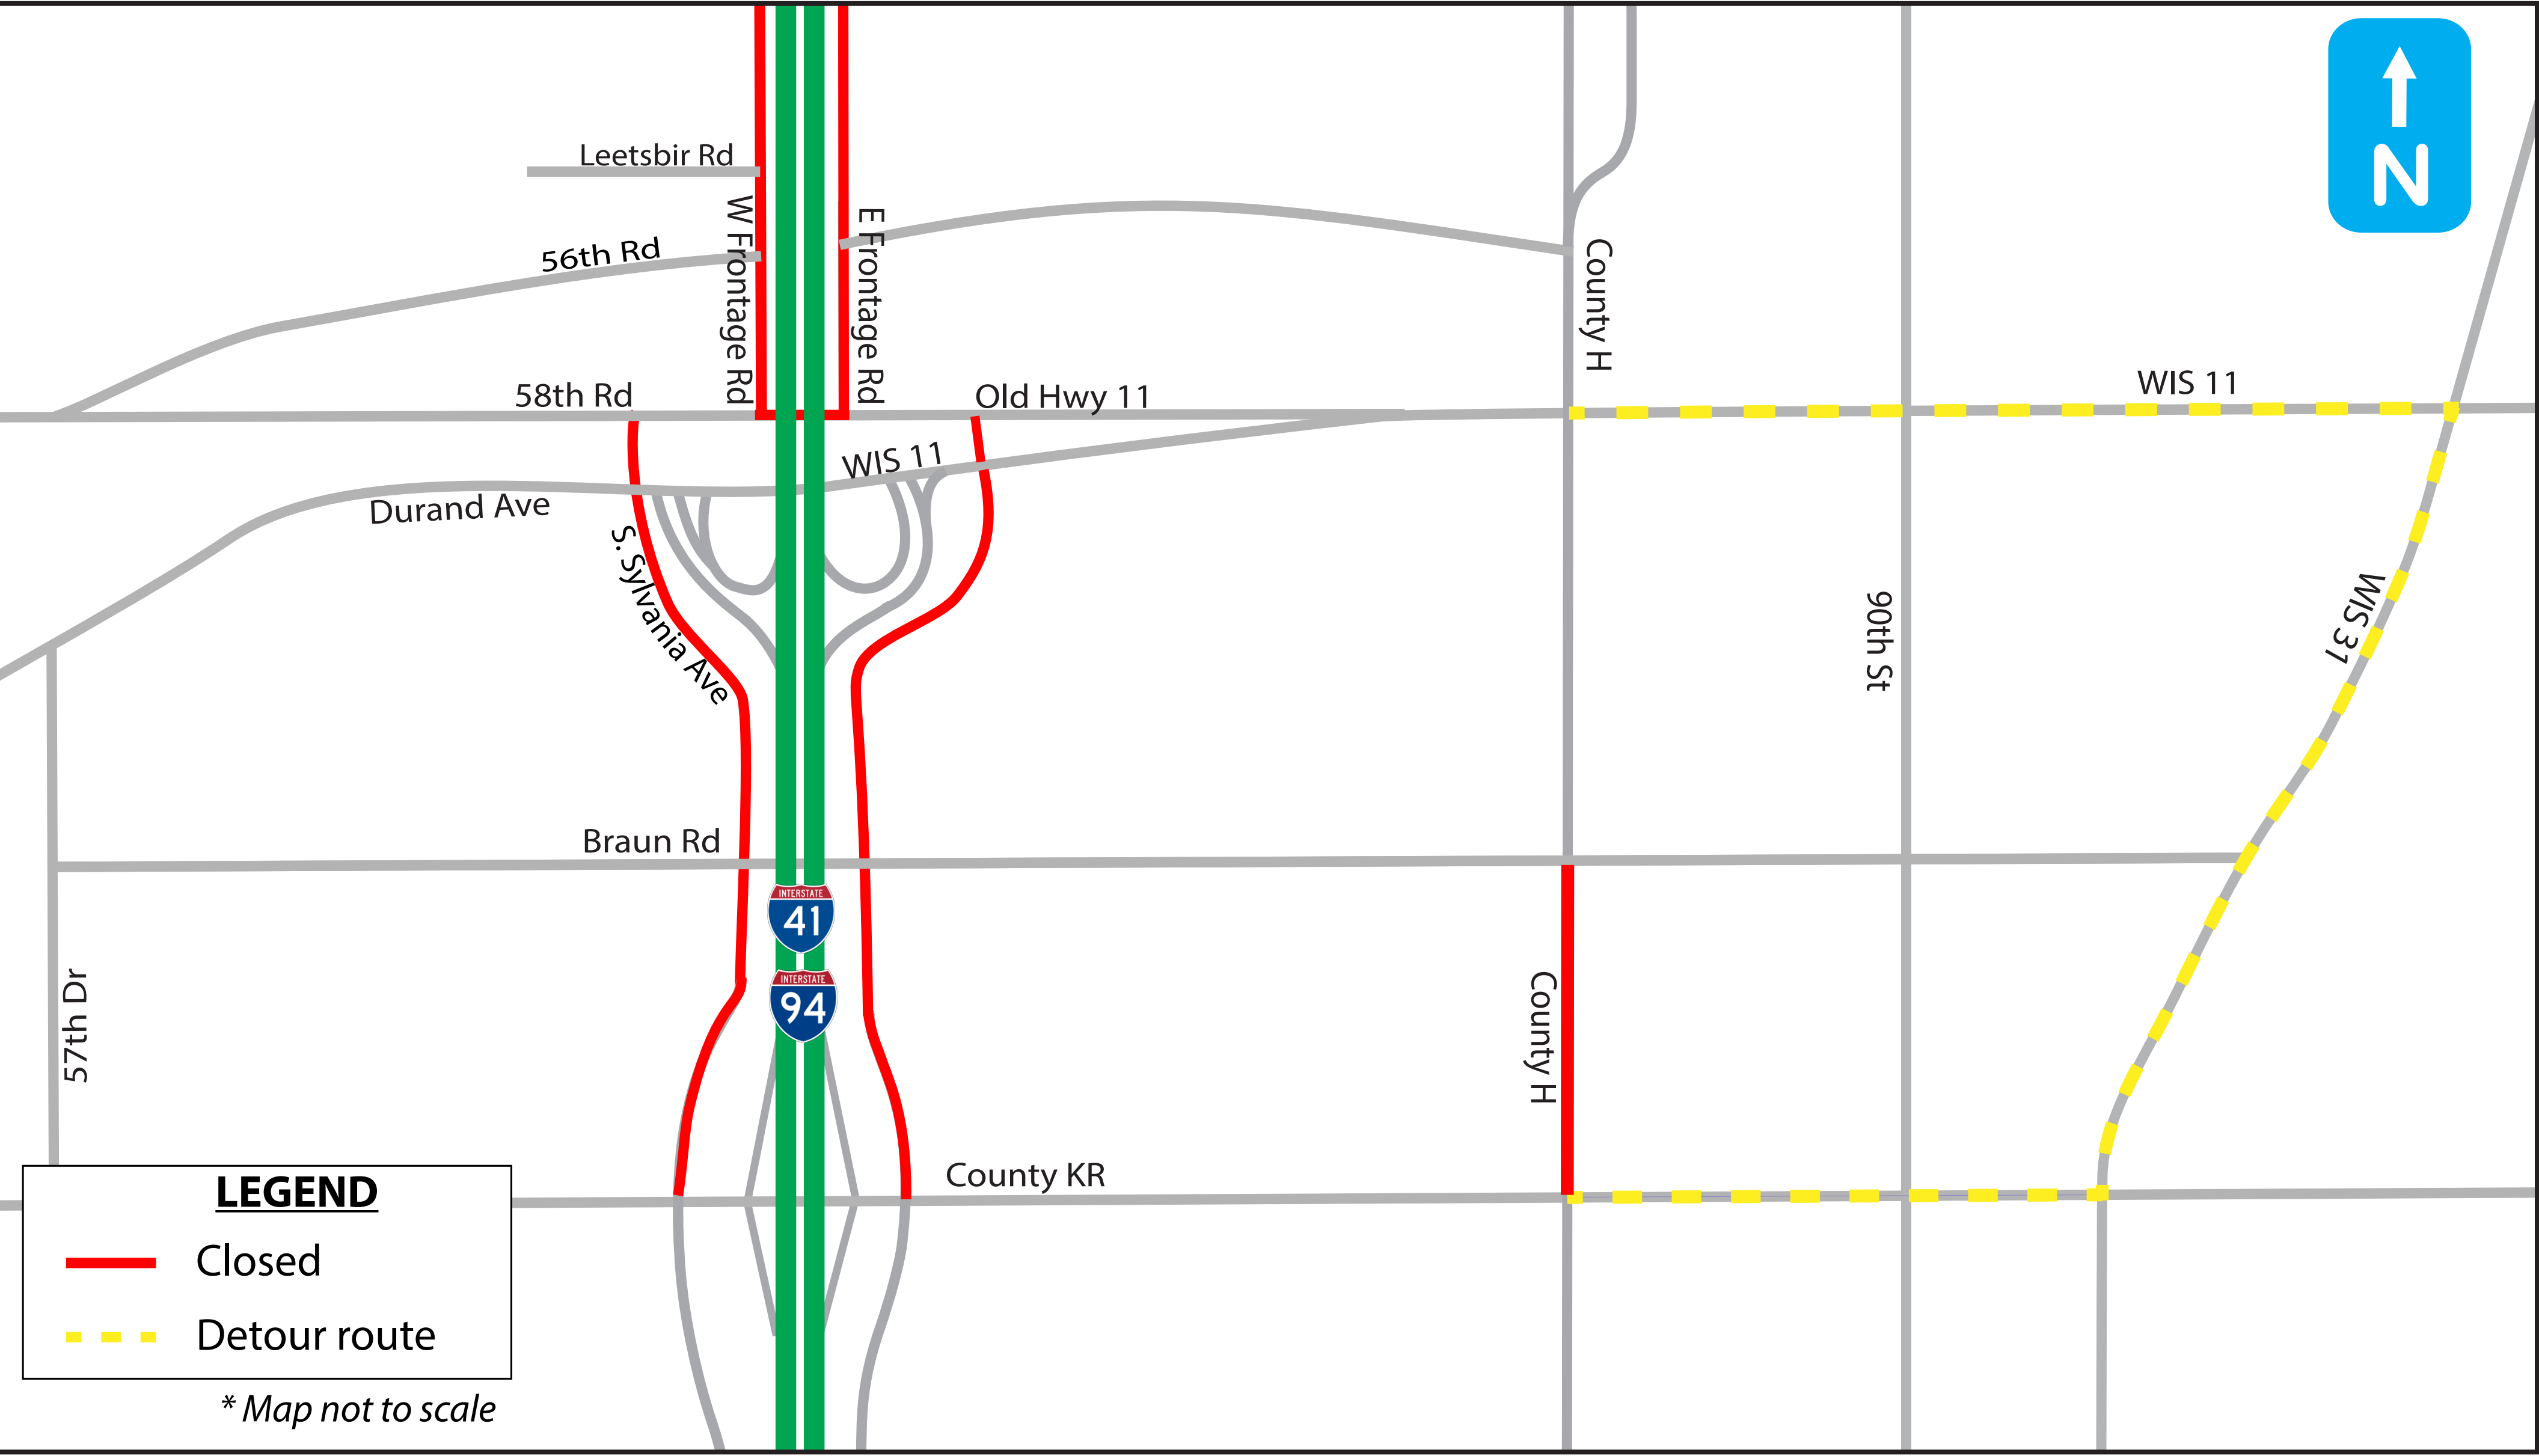 Leetsbir Rd
56th Rd
W Frontage Rd
E Frontage Rd
County H
N
58th Rd
Old Hwy 11
WIS 11
WIS 11
Durand Ave
S. Sylvania Ave
90th St
WIS 31
Braun Rd
INTERSTATE
41
INTERSTATE
94
57th Dr
County H
County KR
LEGEND
Closed
Detour route
* Map not to scale